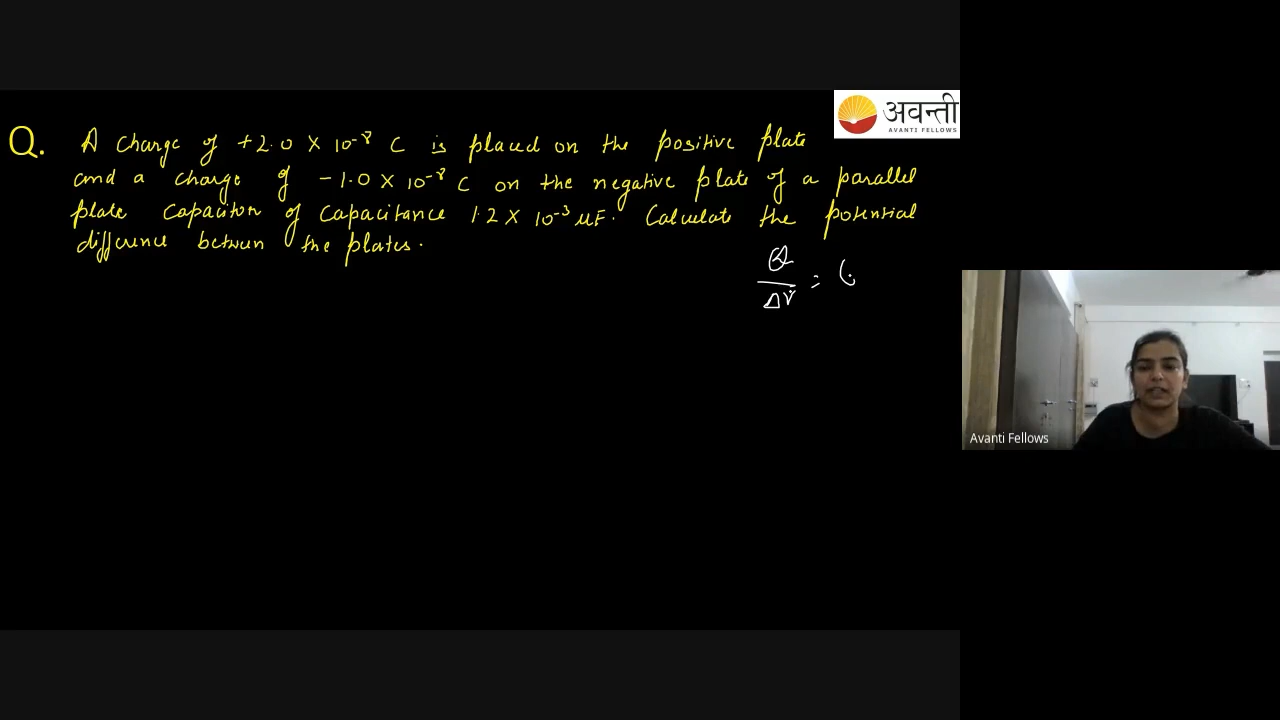 अवन्ती
AVANTI FELLOWS
Q. A charge of +2.0 × 10⁻⁸ C is placed on the positive plate
and a charge of -1.0 × 10⁻⁸ C on the negative plate of a parallel
plate capacitor of capacitance 1.2 × 10⁻³ μF. Calculate the potential
difference between the plates.
Q
ΔV =
Avanti Fellows